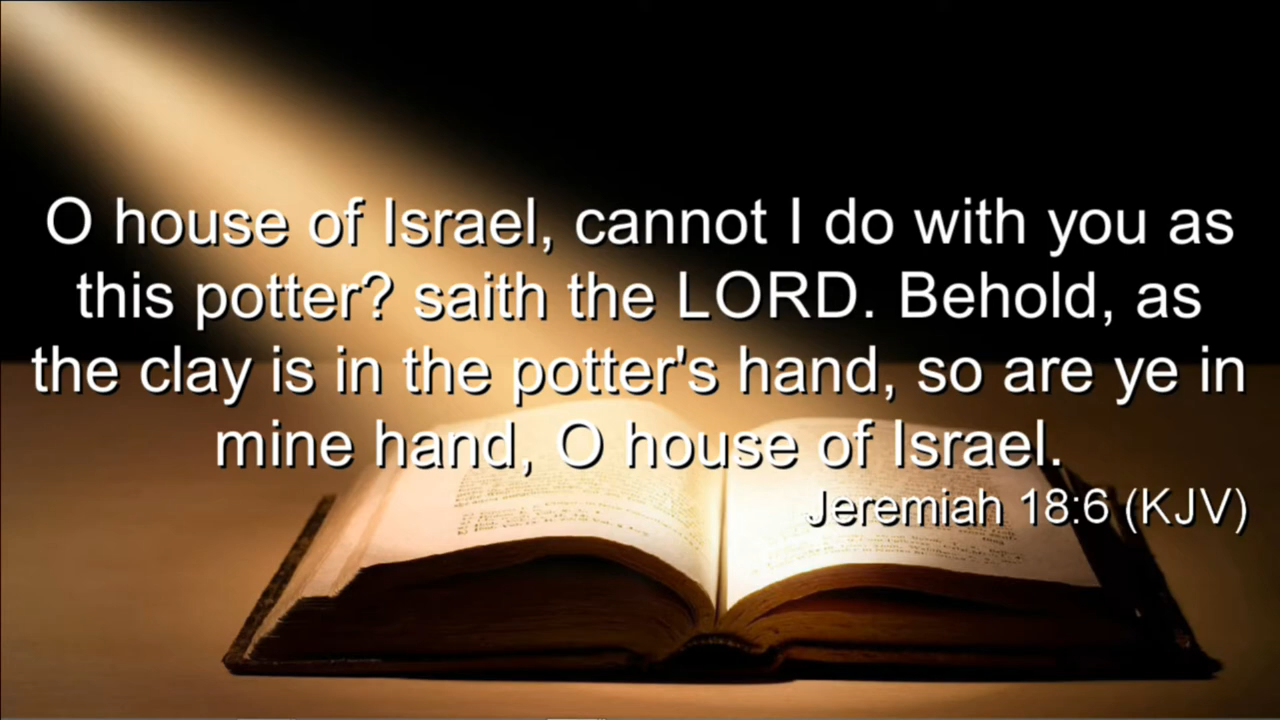 O house of Israel, cannot I do with you as
this potter? saith the LORD. Behold, as
the clay is in the potter's hand, so are ye in
mine hand, O house of Israel.
Jeremiah 18:6 (KJV)